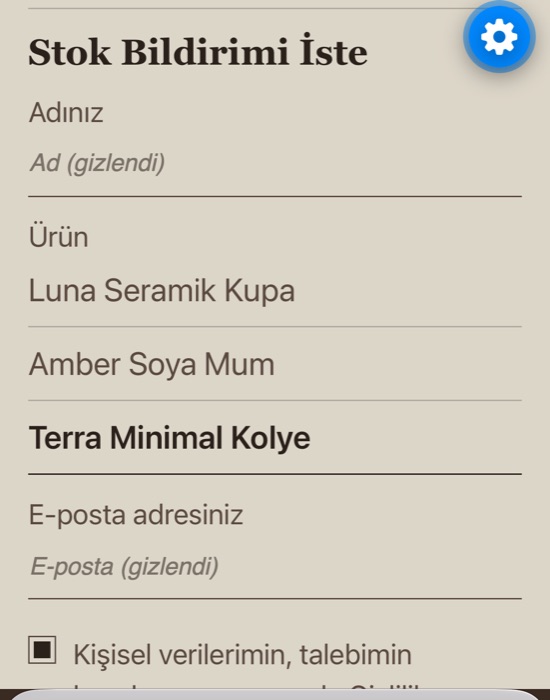 Stok Bildirimi İste
Adınız
Ad (gizlendi)
Ürün
Luna Seramik Kupa
Amber Soya Mum
Terra Minimal Kolye
E-posta adresiniz
E-posta (gizlendi)
Kişisel verilerimin, talebimin